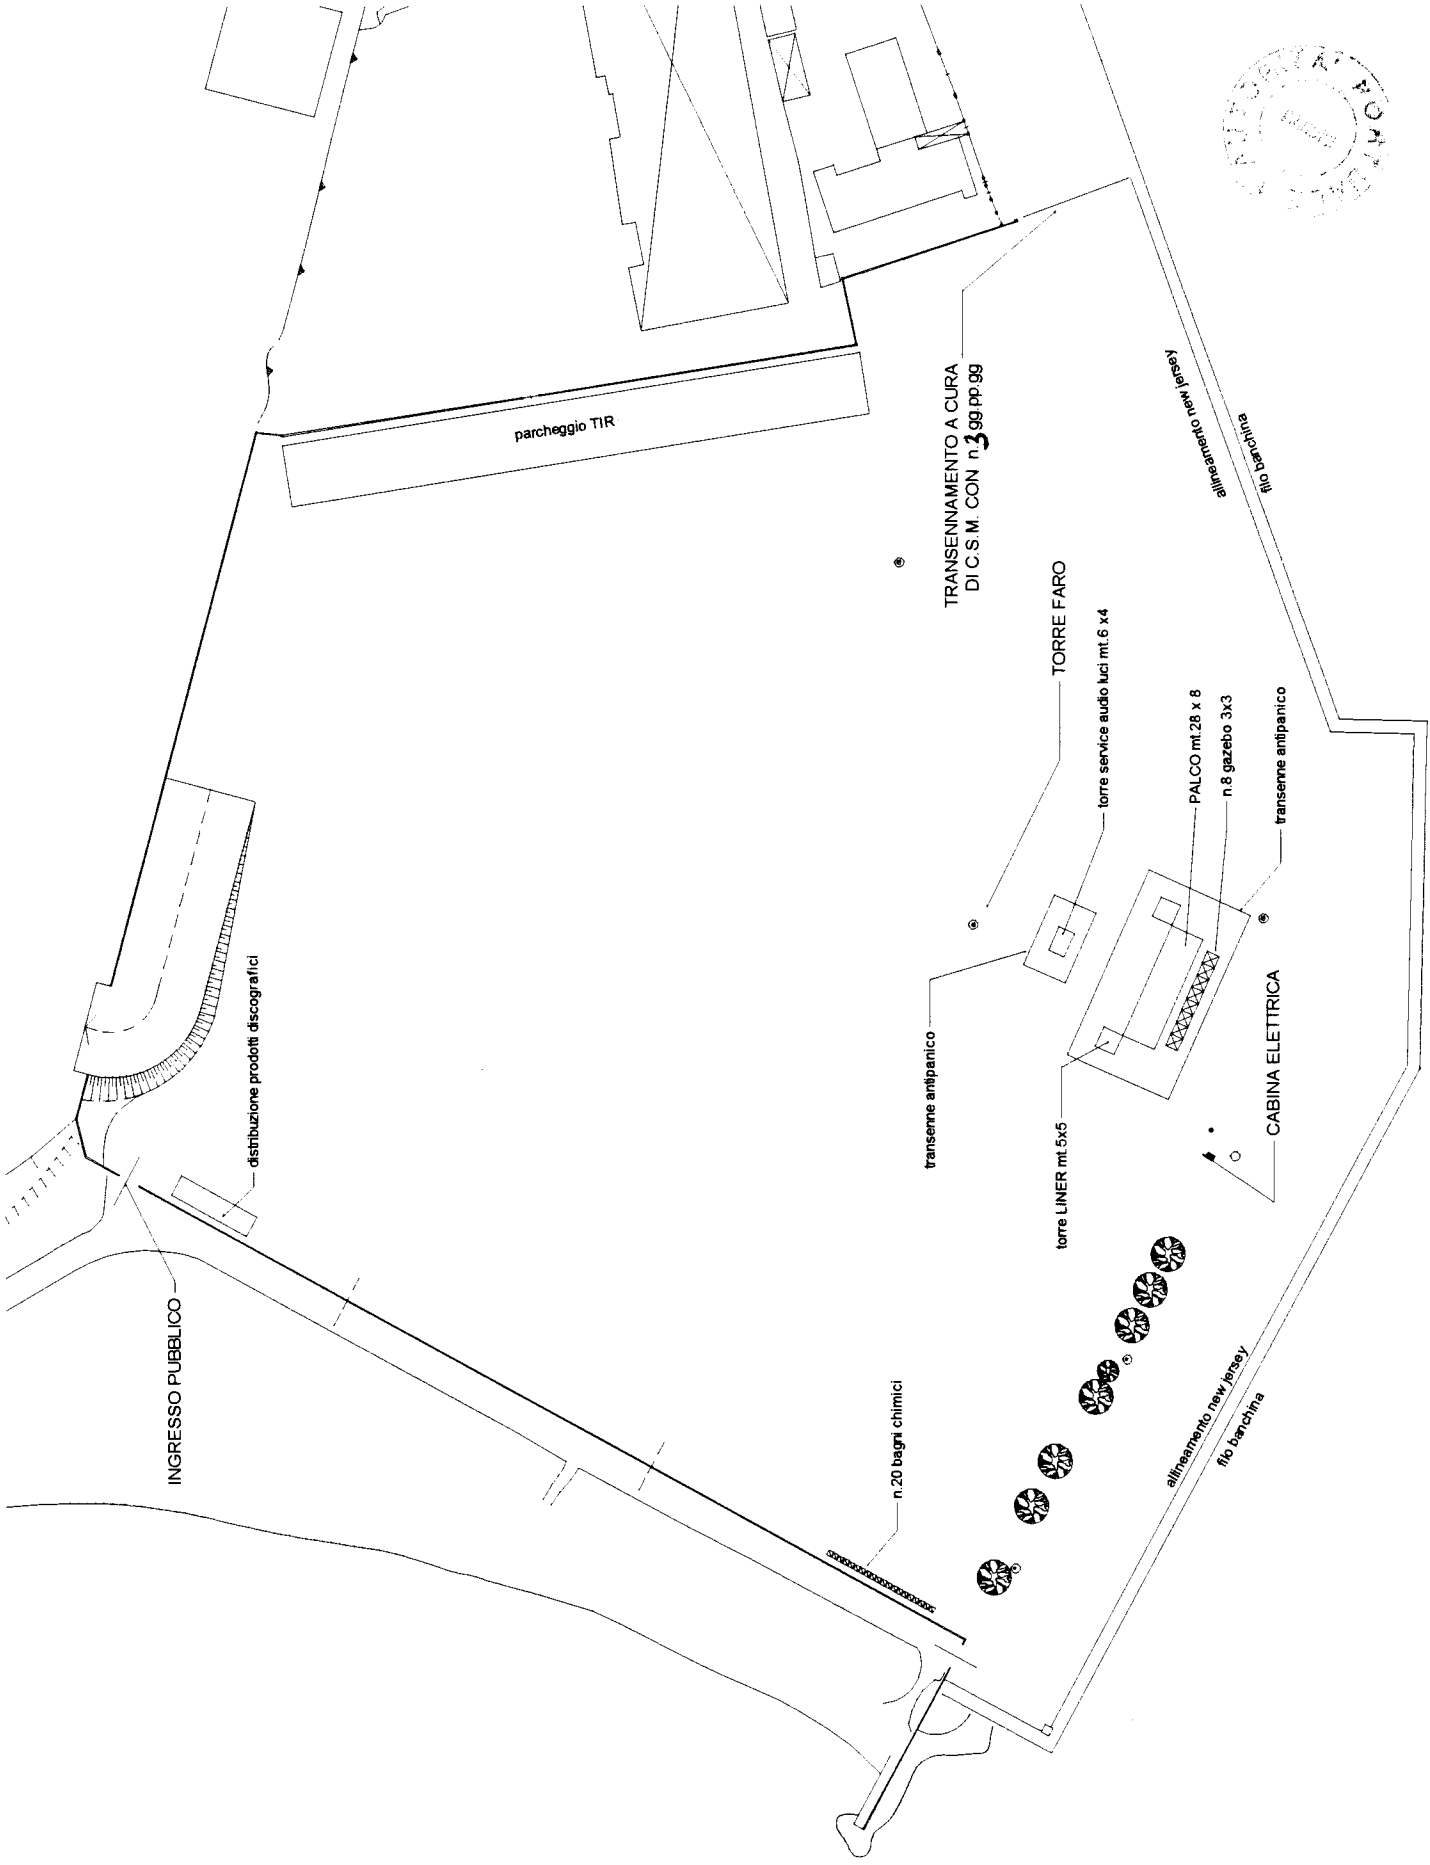 parcheggio TIR
TRANSENNAMENTO A CURA
DI C.S.M. CON n.3 gg.pp.gg
allineamento new jersey
filo banchina
TORRE FARO
torre service audio luci mt.6 x4
PALCO mt.28 x 8
n.8 gazebo 3x3
transenne antipanico
distribuzione prodotti discografici
transenne antipanico
torre LINER mt.5x5
CABINA ELETTRICA
INGRESSO PUBBLICO
n.20 bagni chimici
allineamento new jersey
filo banchina